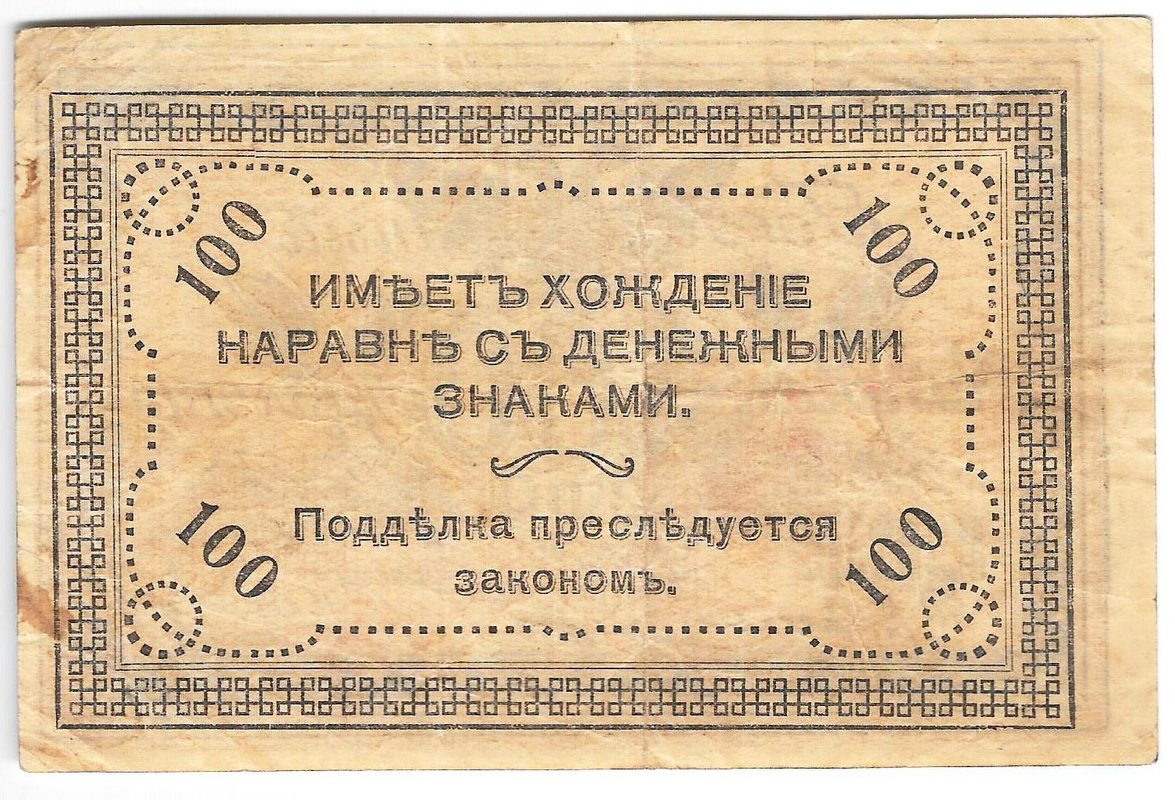 100 100
ИМѢЕТЪ ХОЖДЕНІЕ
НАРАВНѢ СЪ ДЕНЕЖНЫМИ
ЗНАКАМИ.
Поддѣлка преслѣдуется
закономъ.
100 100